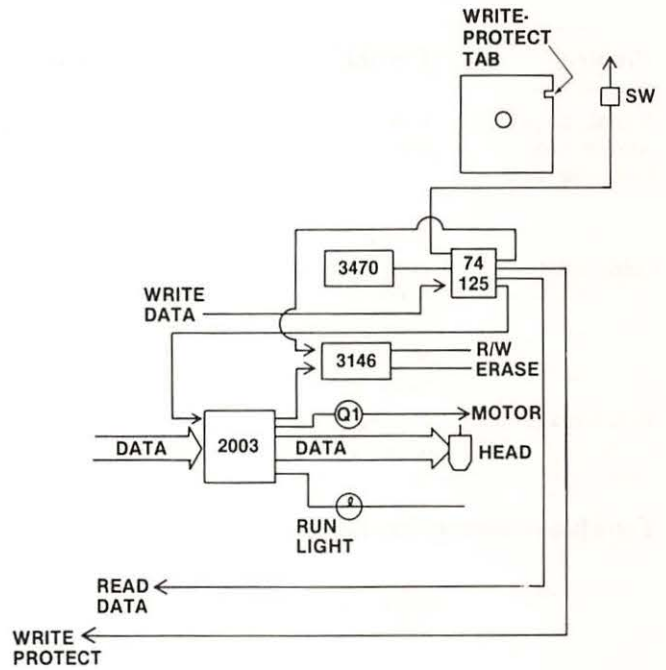 WRITE-
PROTECT
TAB
SW
3470
74
125
WRITE
DATA
3146
R/W
ERASE
Q1
MOTOR
DATA
2003
DATA
HEAD
RUN
LIGHT
READ
DATA
WRITE
PROTECT